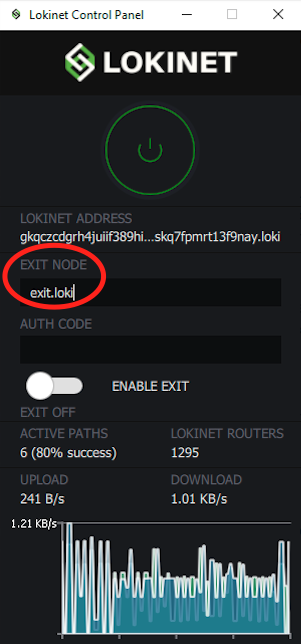 Lokinet Control Panel
LOKINET
LOKINET ADDRESS
gkqczcdgrh4juiif389hi...skq7fpmrt13f9nay.loki
EXIT NODE
exit.loki
AUTH CODE
ENABLE EXIT
EXIT OFF
ACTIVE PATHS
6 (80% success)
LOKINET ROUTERS
1295
UPLOAD
241 B/s
DOWNLOAD
1.01 KB/s
1.21 KB/s